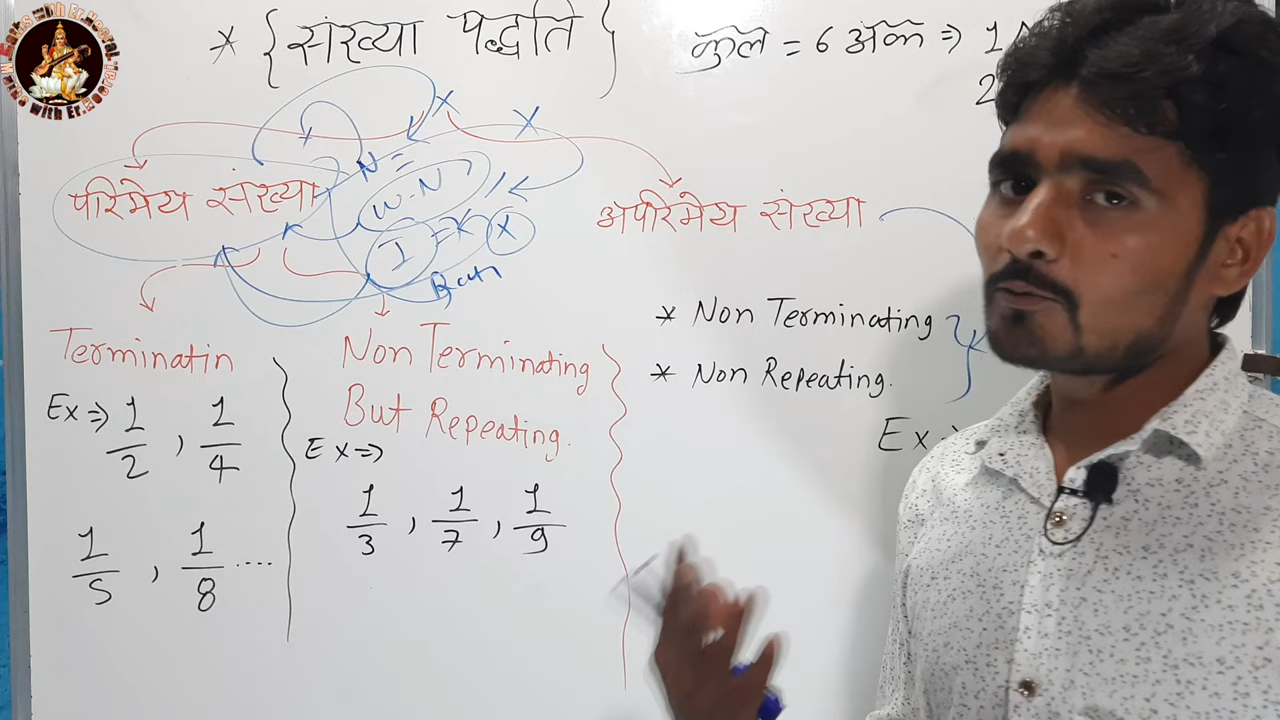 * {संख्या पद्धति}
कुल = 6 अंक ⇒ 1
2
परिमेय संख्या
N =
W.N
I =
अपरिमेय संख्या
Terminatin
Ex ⇒ 1/2 , 1/4
1/5 , 1/8 ....
Non Terminating
But Repeating.
Ex ⇒
1/3 , 1/7 , 1/9
* Non Terminating
* Non Repeating.
Ex